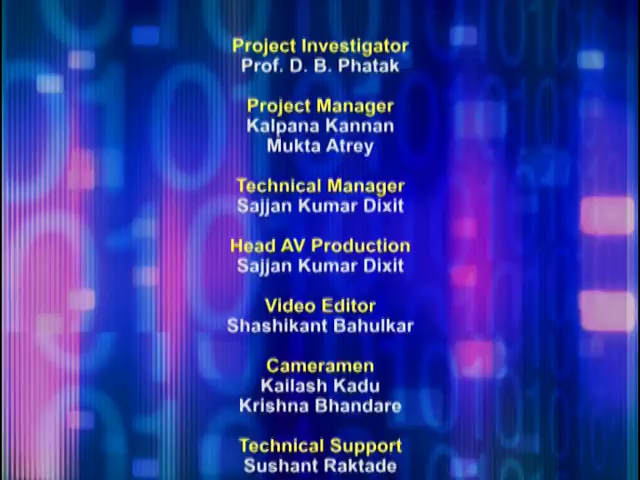 Project Investigator
Prof. D. B. Phatak
Project Manager
Kalpana Kannan
Mukta Atrey
Technical Manager
Sajjan Kumar Dixit
Head AV Production
Sajjan Kumar Dixit
Video Editor
Shashikant Bahulkar
Cameramen
Kailash Kadu
Krishna Bhandare
Technical Support
Sushant Raktade